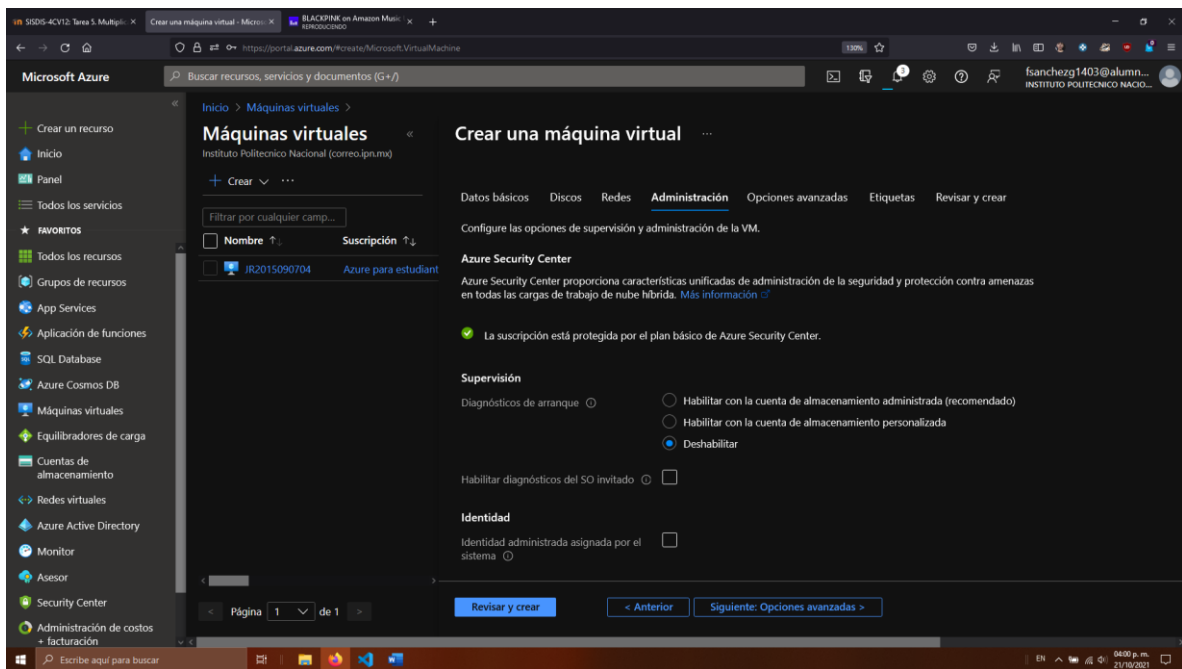 SISDIS-4CV12: Tarea 5. Multiplic
Crear una máquina virtual - Micros
BLACKPINK on Amazon Music
REPRODUCIENDO
https://portal.azure.com/#create/Microsoft.VirtualMachine
130%
Microsoft Azure
Buscar recursos, servicios y documentos (G+/)
3
fsanchezg1403@alumn...
INSTITUTO POLITECNICO NACIO...
Crear un recurso
Inicio
Panel
Todos los servicios
FAVORITOS
Todos los recursos
Grupos de recursos
App Services
Aplicación de funciones
SQL Database
Azure Cosmos DB
Máquinas virtuales
Equilibradores de carga
Cuentas de
almacenamiento
Redes virtuales
Azure Active Directory
Monitor
Asesor
Security Center
Administración de costos
+ facturación
Inicio > Máquinas virtuales >
Máquinas virtuales
Instituto Politecnico Nacional (correo.ipn.mx)
+ Crear ...
Filtrar por cualquier camp...
Nombre ↑↓ Suscripción ↑↓
JR2015090704 Azure para estudiant
< Página 1 de 1 >
Crear una máquina virtual ...
Datos básicos Discos Redes Administración Opciones avanzadas Etiquetas Revisar y crear
Configure las opciones de supervisión y administración de la VM.
Azure Security Center
Azure Security Center proporciona características unificadas de administración de la seguridad y protección contra amenazas
en todas las cargas de trabajo de nube híbrida. Más información
La suscripción está protegida por el plan básico de Azure Security Center.
Supervisión
Diagnósticos de arranque
Habilitar con la cuenta de almacenamiento administrada (recomendado)
Habilitar con la cuenta de almacenamiento personalizada
Deshabilitar
Habilitar diagnósticos del SO invitado
Identidad
Identidad administrada asignada por el
sistema
Revisar y crear
< Anterior
Siguiente: Opciones avanzadas >
Escribe aquí para buscar
EN
04:00 p. m.
21/10/2021